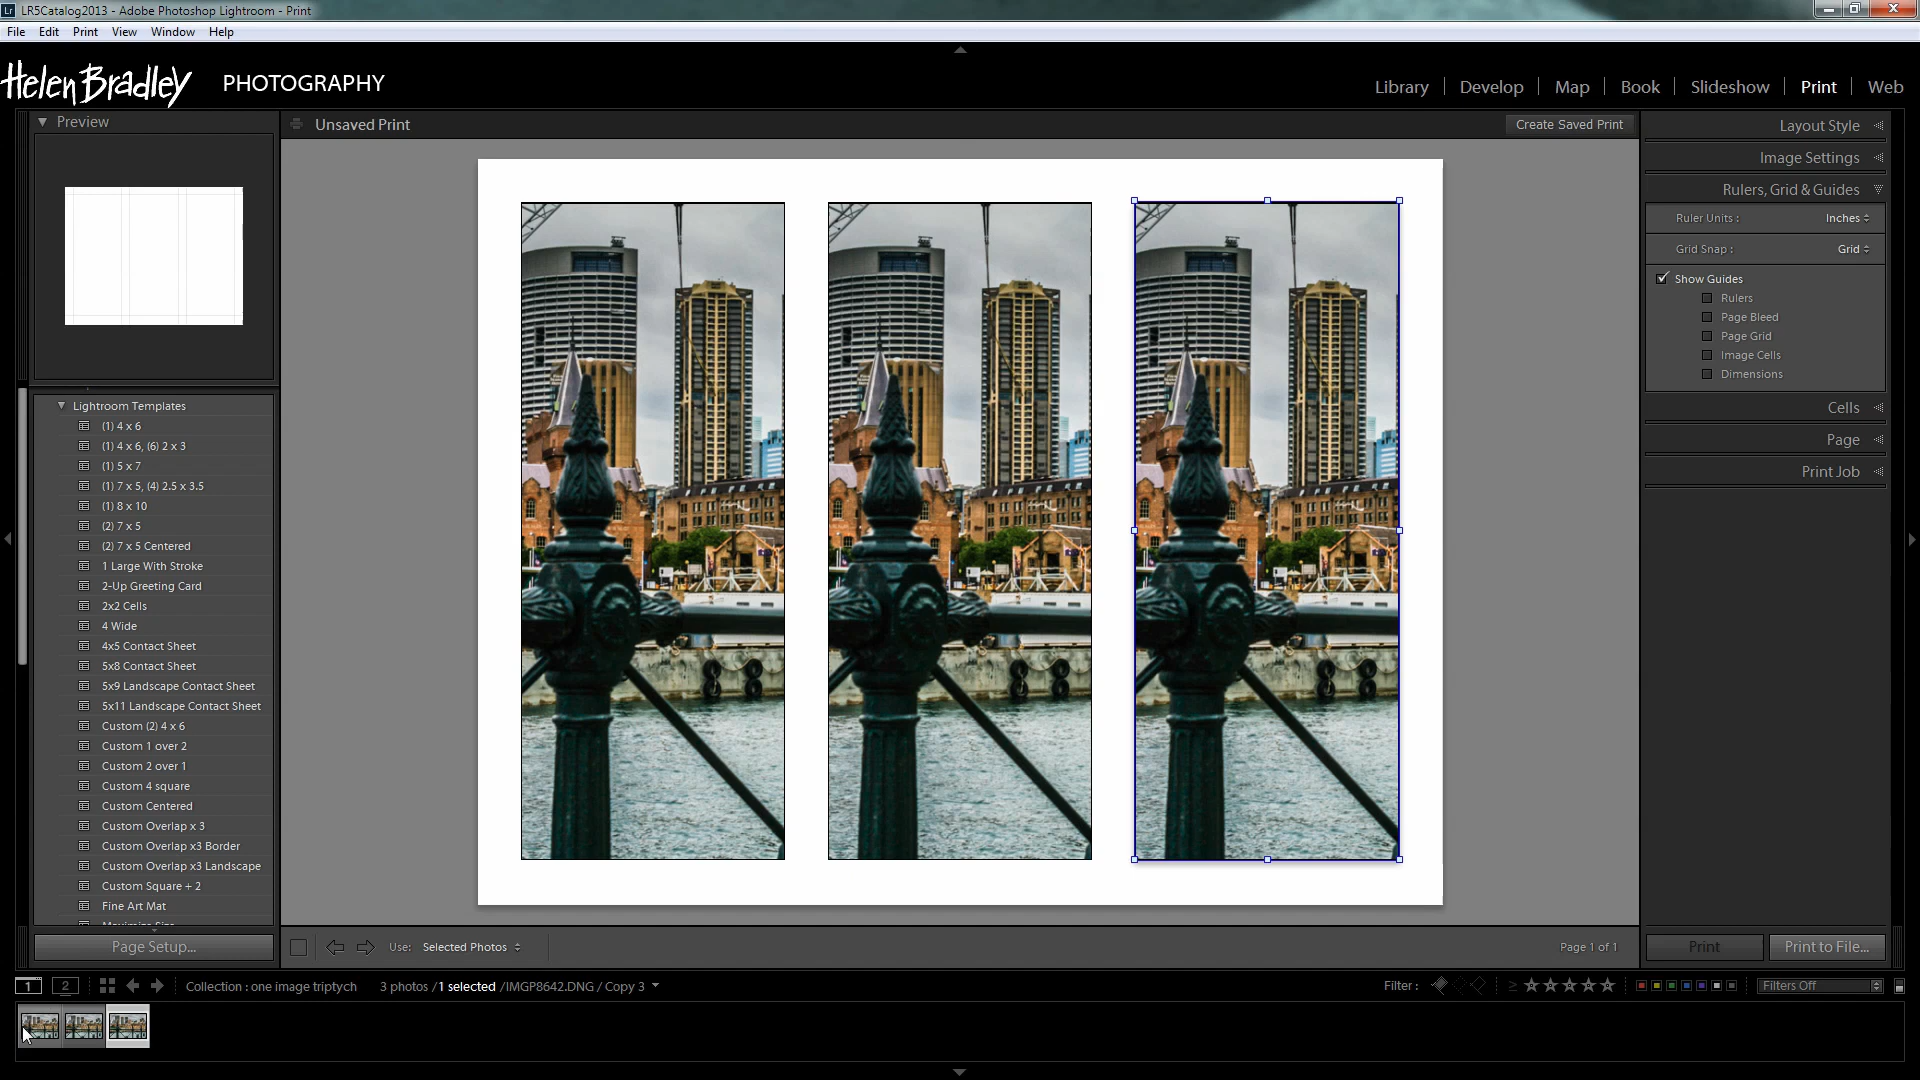 LR5Catalog2013 - Adobe Photoshop Lightroom - Print
File Edit Print View Window Help
Helen Bradley PHOTOGRAPHY
Library Develop Map Book Slideshow Print Web
Preview
Unsaved Print
Create Saved Print
Layout Style
Image Settings
Rulers, Grid & Guides
Ruler Units : Inches
Grid Snap : Grid
Show Guides
Rulers
Page Bleed
Page Grid
Image Cells
Dimensions
Cells
Page
Print Job
Lightroom Templates
(1) 4 x 6
(1) 4 x 6, (6) 2 x 3
(1) 5 x 7
(1) 7 x 5, (4) 2.5 x 3.5
(1) 8 x 10
(2) 7 x 5
(2) 7 x 5 Centered
1 Large With Stroke
2-Up Greeting Card
2x2 Cells
4 Wide
4x5 Contact Sheet
5x8 Contact Sheet
5x9 Landscape Contact Sheet
5x11 Landscape Contact Sheet
Custom (2) 4 x 6
Custom 1 over 2
Custom 2 over 1
Custom 4 square
Custom Centered
Custom Overlap x 3
Custom Overlap x3 Border
Custom Overlap x3 Landscape
Custom Square + 2
Fine Art Mat
Page Setup...
Use: Selected Photos
Page 1 of 1
Print
Print to File...
1 2
Collection : one image triptych 3 photos / 1 selected / IMGP8642.DNG / Copy 3
Filter : Filters Off